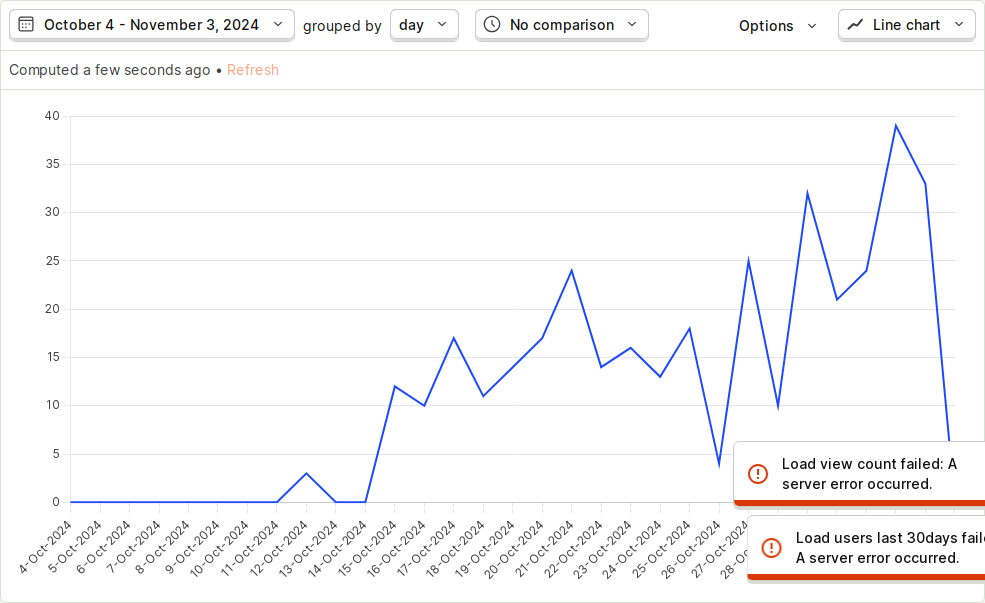 October 4 - November 3, 2024 grouped by day No comparison Options Line chart
Computed a few seconds ago • Refresh
40
35
30
25
20
15
10
5
0
Load view count failed: A
server error occurred.
Load users last 30days faile
A server error occurred.
4-Oct-2024
5-Oct-2024
6-Oct-2024
7-Oct-2024
8-Oct-2024
9-Oct-2024
10-Oct-2024
11-Oct-2024
12-Oct-2024
13-Oct-2024
14-Oct-2024
15-Oct-2024
16-Oct-2024
17-Oct-2024
18-Oct-2024
19-Oct-2024
20-Oct-2024
21-Oct-2024
22-Oct-2024
23-Oct-2024
24-Oct-2024
25-Oct-2024
26-Oct-2024
27-Oct-2024